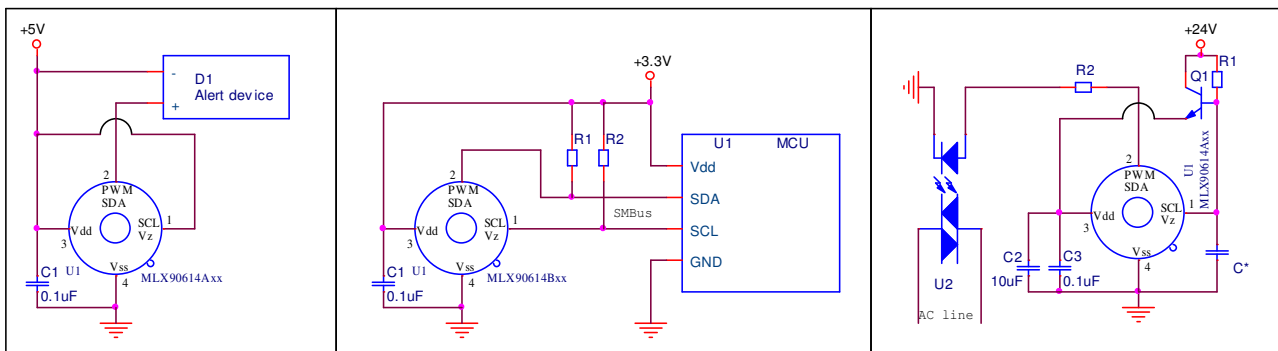 +5V
D1
Alert device
-
+
2
PWM
SDA
SCL
Vz
1
Vdd
3
U1
Vss
4
MLX90614Axx
C1
0.1uF
+3.3V
R1
R2
U1
MCU
Vdd
SDA
SCL
GND
SMBus
2
PWM
SDA
SCL
Vz
1
Vdd
3
U1
Vss
4
MLX90614Bxx
C1
0.1uF
+24V
R1
Q1
R2
U1
MLX90614Axx
2
PWM
SDA
SCL
Vz
1
Vdd
3
Vss
4
C2
10uF
C3
0.1uF
C*
U2
AC line